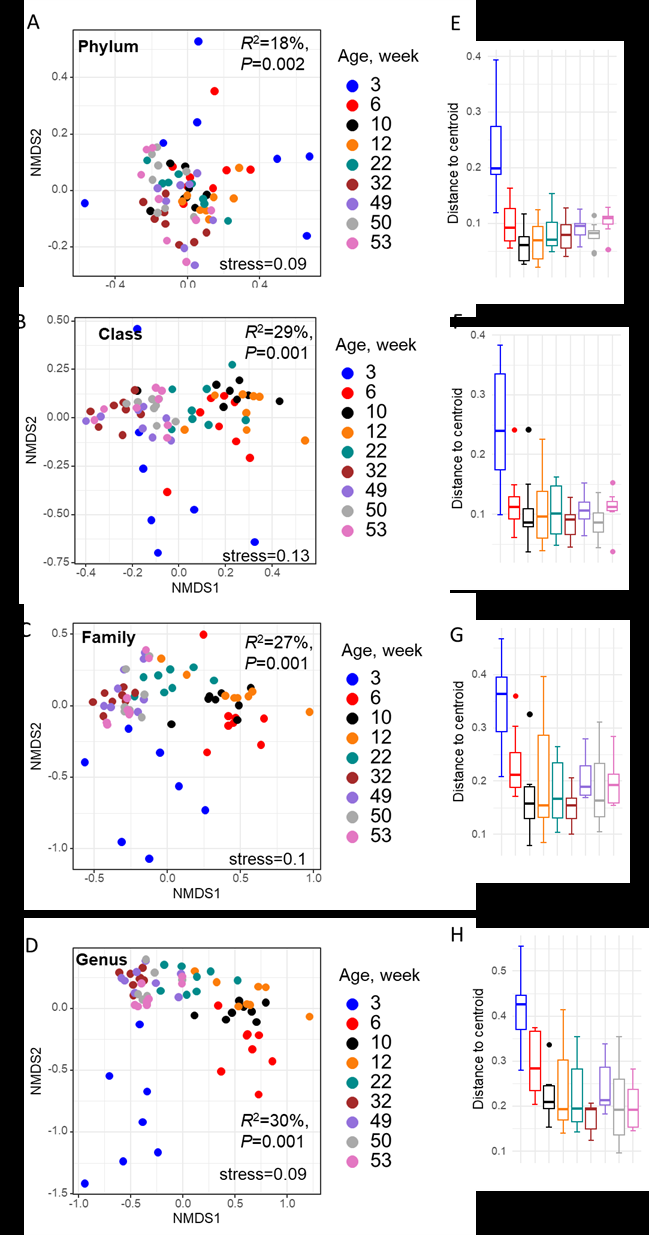 A
Phylum
R²=18%,
P=0.002
NMDS2
0.4
0.2
0.0
-0.2
stress=0.09
-0.4
0.0
0.4
Age, week
3
6
10
12
22
32
49
50
53
E
Distance to centroid
0.4
0.3
0.2
0.1
B
Class
R²=29%,
P=0.001
NMDS2
0.50
0.25
0.00
-0.25
-0.50
-0.75
stress=0.13
-0.4
-0.2
0.0
0.2
0.4
NMDS1
Age, week
3
6
10
12
22
32
49
50
53
Distance to centroid
0.4
0.3
0.2
0.1
C
Family
R²=27%,
P=0.001
NMDS2
0.5
0.0
-0.5
-1.0
stress=0.1
-0.5
0.0
0.5
1.0
NMDS1
Age, week
3
6
10
12
22
32
49
50
53
G
Distance to centroid
0.4
0.3
0.2
0.1
D
Genus
NMDS2
0.0
-0.5
-1.0
-1.5
R²=30%,
P=0.001
stress=0.09
-1.0
-0.5
0.0
0.5
1.0
NMDS1
Age, week
3
6
10
12
22
32
49
50
53
H
Distance to centroid
0.5
0.4
0.3
0.2
0.1